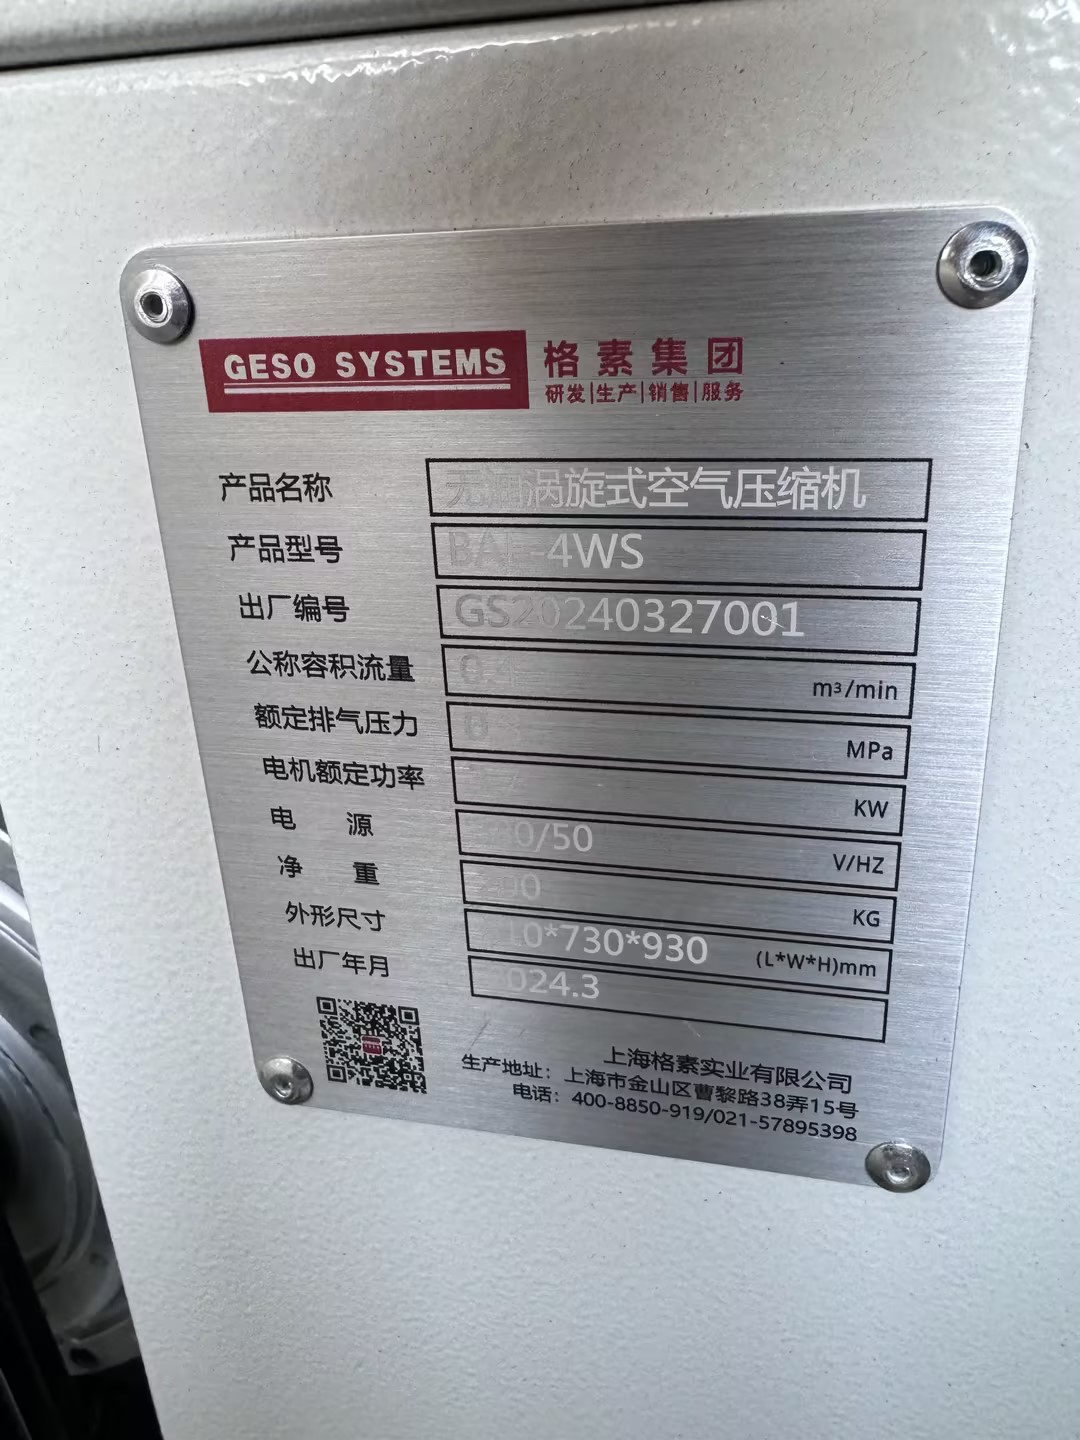 GESO SYSTEMS 格素集团
研发|生产|销售|服务
产品名称 无油涡旋式空气压缩机
产品型号 -4WS
出厂编号 GS20240327001
公称容积流量 m³/min
额定排气压力 MPa
电机额定功率 KW
电源 /50 V/HZ
净重 KG
外形尺寸 *730*930 (L*W*H)mm
出厂年月 2024.3
上海格素实业有限公司
生产地址：上海市金山区曹黎路38弄15号
电话：400-8850-919/021-57895398